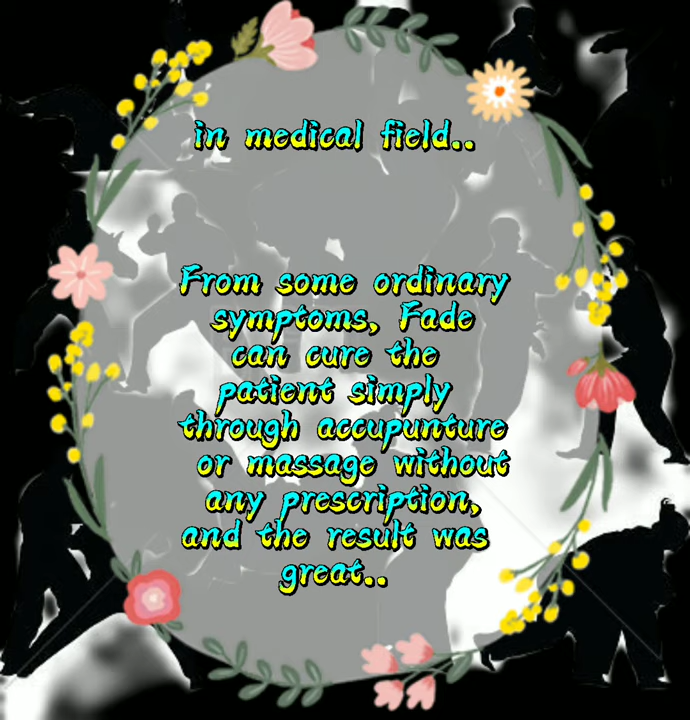 in medical field..
From some ordinary
symptoms, Fade
can cure the
patient simply
through accupunture
or massage without
any prescription,
and the result was
great..